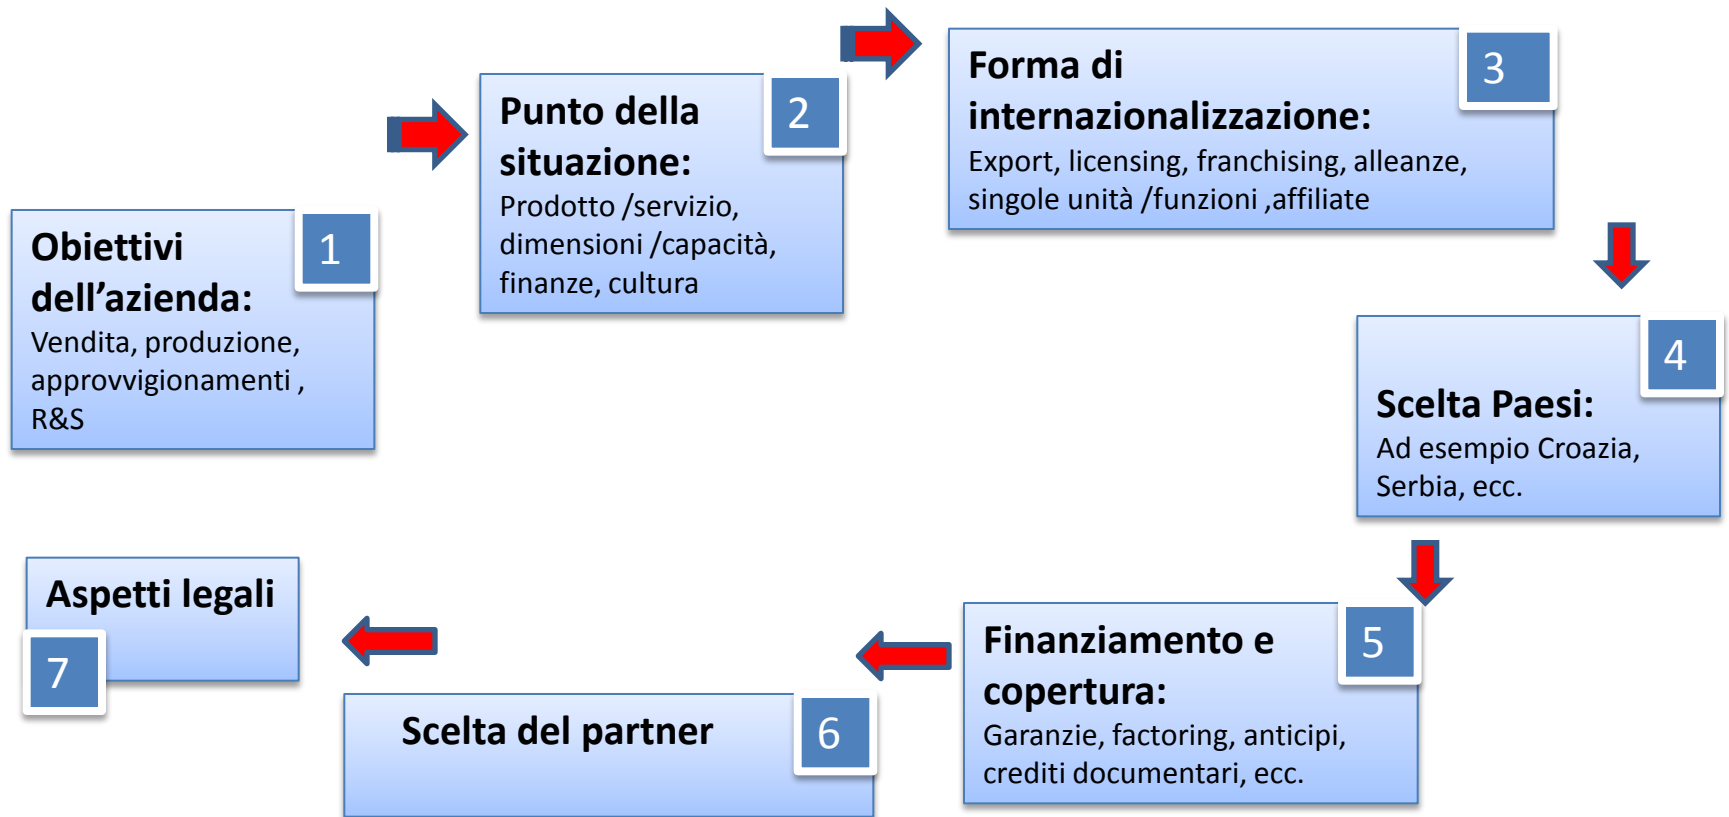 1
Obiettivi
dell’azienda:
Vendita, produzione,
approvvigionamenti ,
R&S
2
Punto della
situazione:
Prodotto /servizio,
dimensioni /capacità,
finanze, cultura
3
Forma di
internazionalizzazione:
Export, licensing, franchising, alleanze,
singole unità /funzioni ,affiliate
4
Scelta Paesi:
Ad esempio Croazia,
Serbia, ecc.
5
Finanziamento e
copertura:
Garanzie, factoring, anticipi,
crediti documentari, ecc.
6
Scelta del partner
Aspetti legali
7